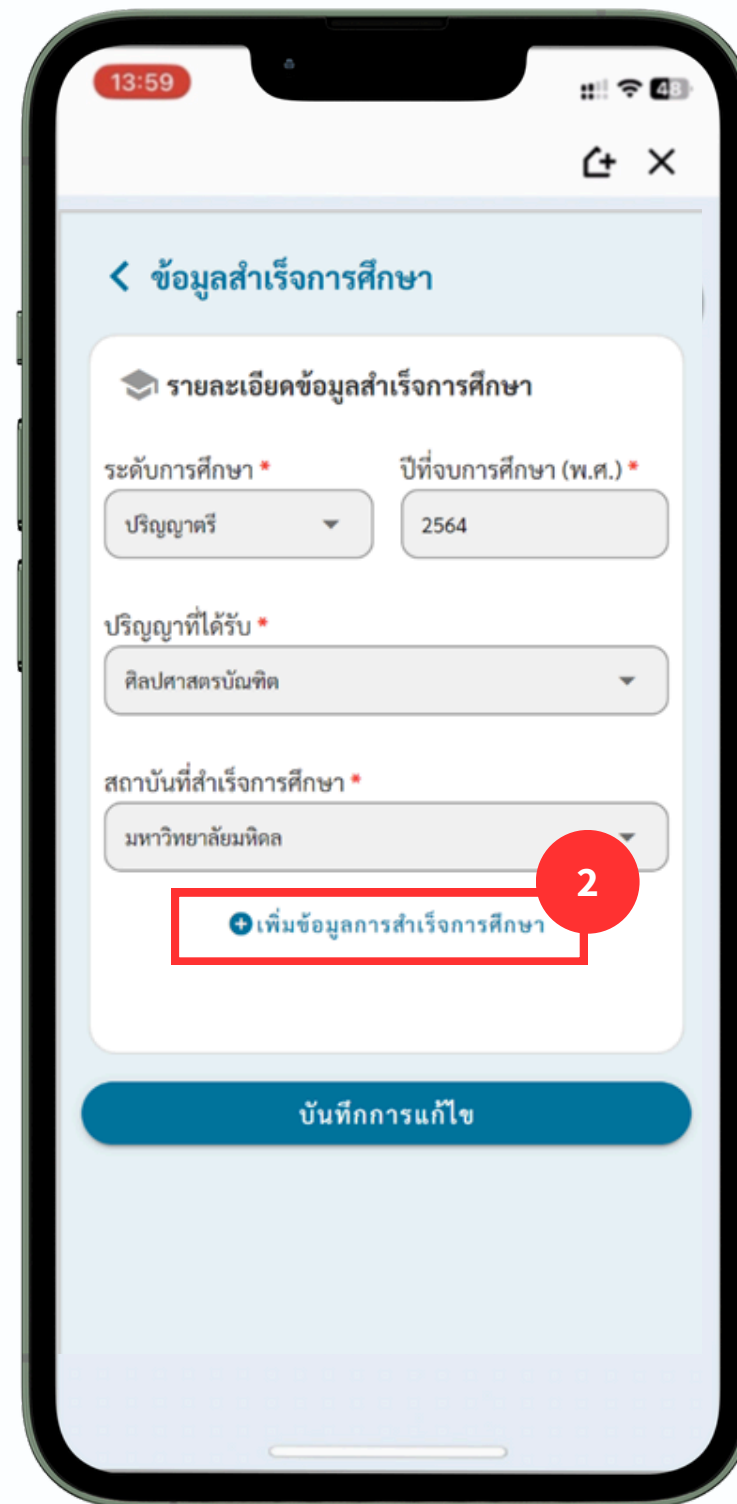 13:59
48
ข้อมูลสำเร็จการศึกษา
รายละเอียดข้อมูลสำเร็จการศึกษา
ระดับการศึกษา * ปีที่จบการศึกษา (พ.ศ.) *
ปริญญาตรี 2564
ปริญญาที่ได้รับ *
ศิลปศาสตรบัณฑิต
สถาบันที่สำเร็จการศึกษา *
มหาวิทยาลัยมหิดล
2
เพิ่มข้อมูลการสำเร็จการศึกษา
บันทึกการแก้ไข